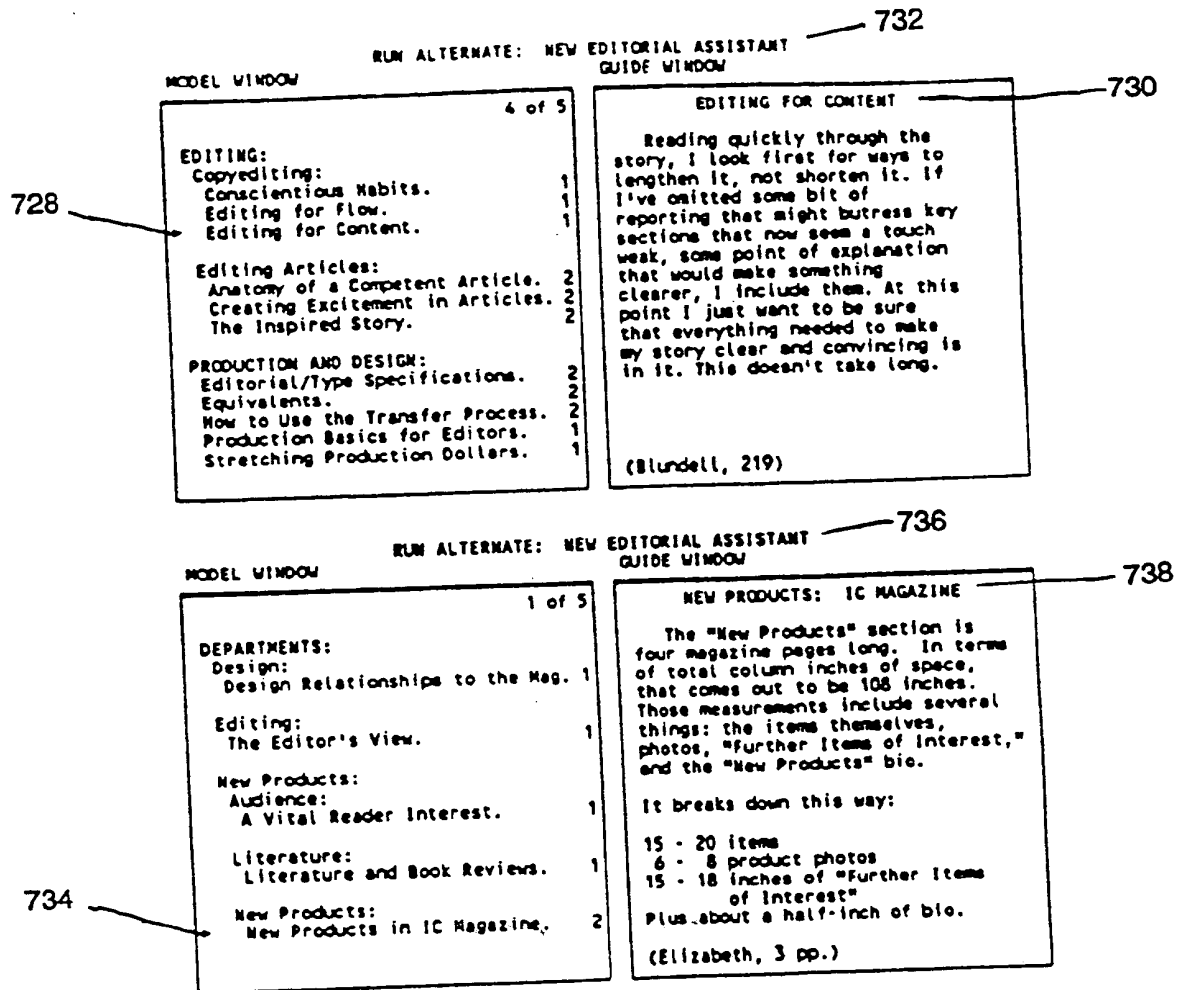 732
RUN ALTERNATE: NEW EDITORIAL ASSISTANT
MODEL WINDOW
GUIDE WINDOW
4 of 5
EDITING:
Copyediting:
Conscientious Habits. 1
Editing for Flow. 1
728
Editing for Content. 1
Editing Articles:
Anatomy of a Competent Article. 2
Creating Excitement in Articles. 2
The Inspired Story. 2
PRODUCTION AND DESIGN:
Editorial/Type Specifications. 2
Equivalents. 2
How to Use the Transfer Process. 2
Production Basics for Editors. 1
Stretching Production Dollars. 1
EDITING FOR CONTENT
730
Reading quickly through the
story, I look first for ways to
lengthen it, not shorten it. If
I've omitted some bit of
reporting that might butress key
sections that now seem a touch
weak, some point of explanation
that would make something
clearer, I include them. At this
point I just want to be sure
that everything needed to make
my story clear and convincing is
in it. This doesn't take long.
(Blundell, 219)
736
RUN ALTERNATE: NEW EDITORIAL ASSISTANT
MODEL WINDOW
GUIDE WINDOW
1 of 5
DEPARTMENTS:
Design:
Design Relationships to the Mag. 1
Editing:
The Editor's View. 1
New Products:
Audience:
A Vital Reader Interest. 1
Literature:
Literature and Book Reviews. 1
734
New Products:
New Products in IC Magazine. 2
NEW PRODUCTS: IC MAGAZINE
738
The "New Products" section is
four magazine pages long. In terms
of total column inches of space,
that comes out to be 108 inches.
Those measurements include several
things: the items themselves,
photos, "Further Items of Interest,"
and the "New Products" bio.
It breaks down this way:
15 - 20 items
6 - 8 product photos
15 - 18 inches of "Further Items
of Interest"
Plus about a half-inch of bio.
(Elizabeth, 3 pp.)